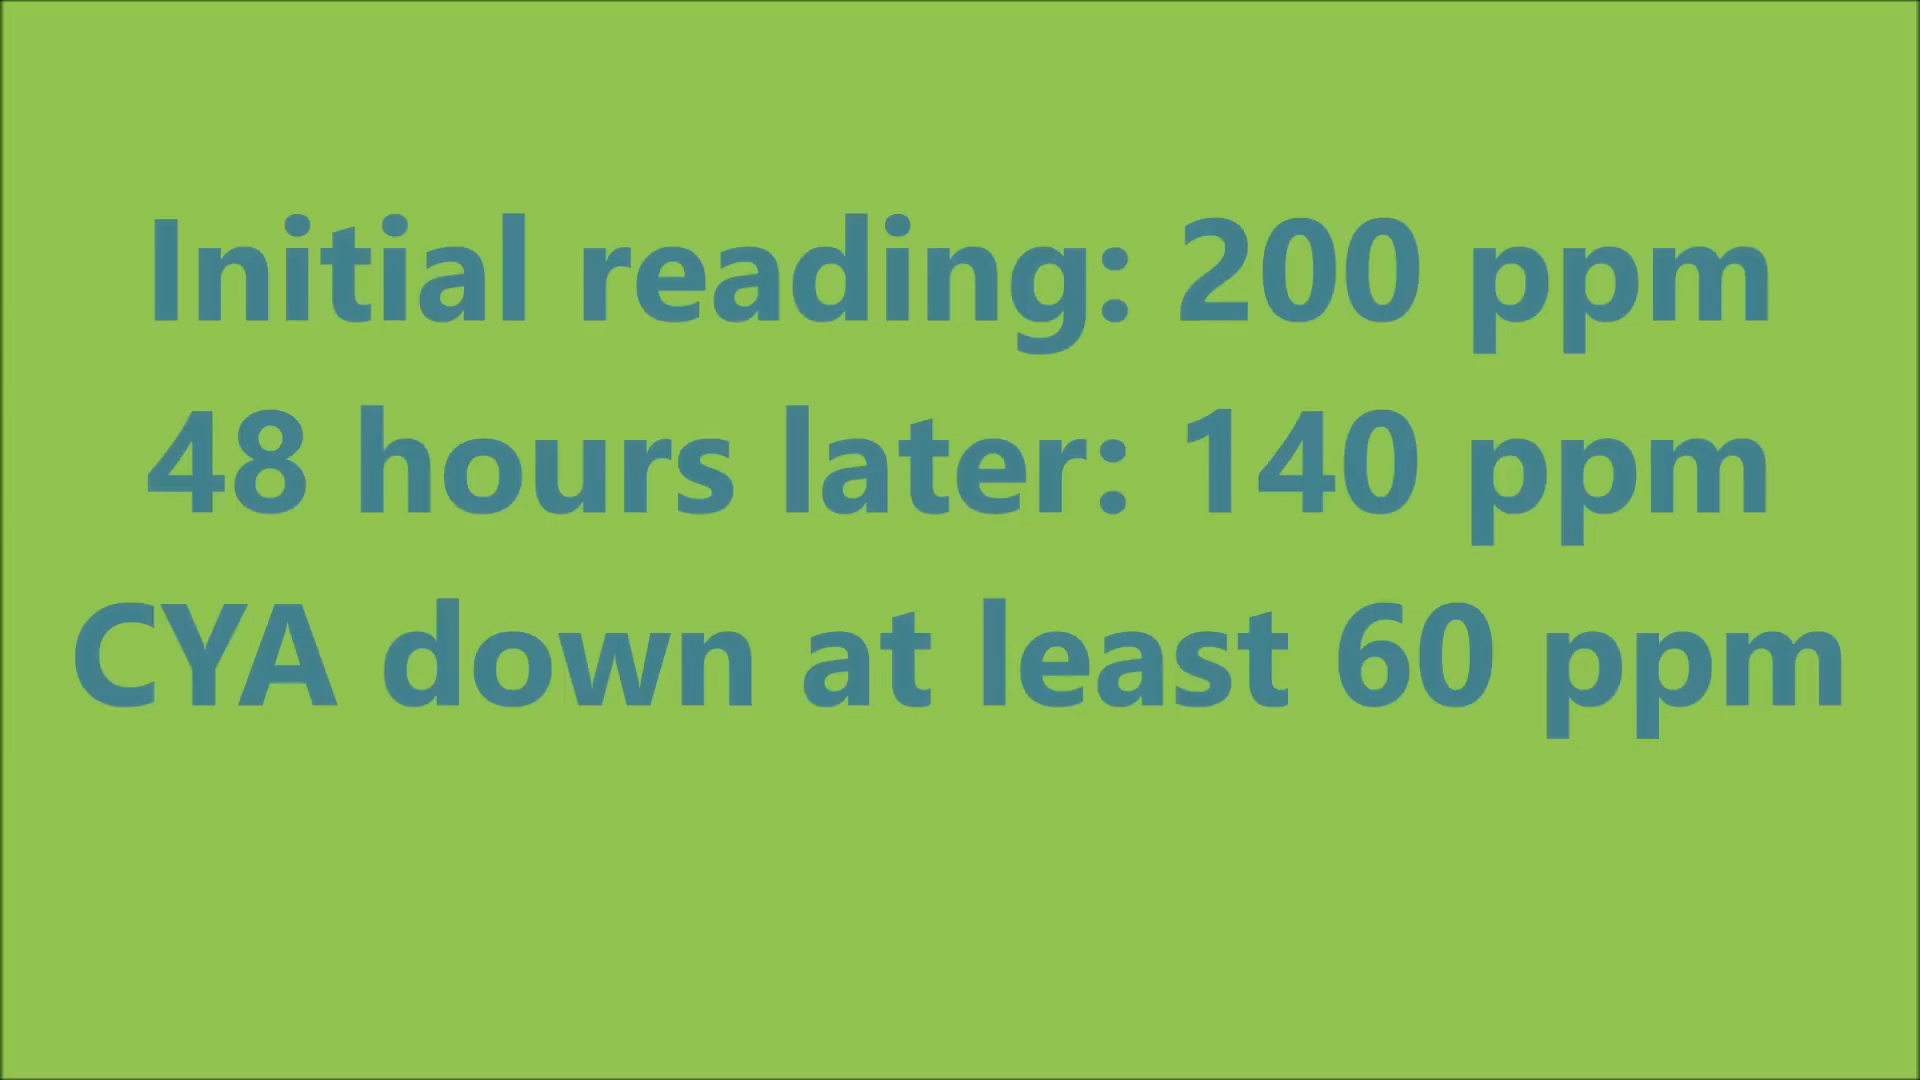 Initial reading: 200 ppm
48 hours later: 140 ppm
CYA down at least 60 ppm